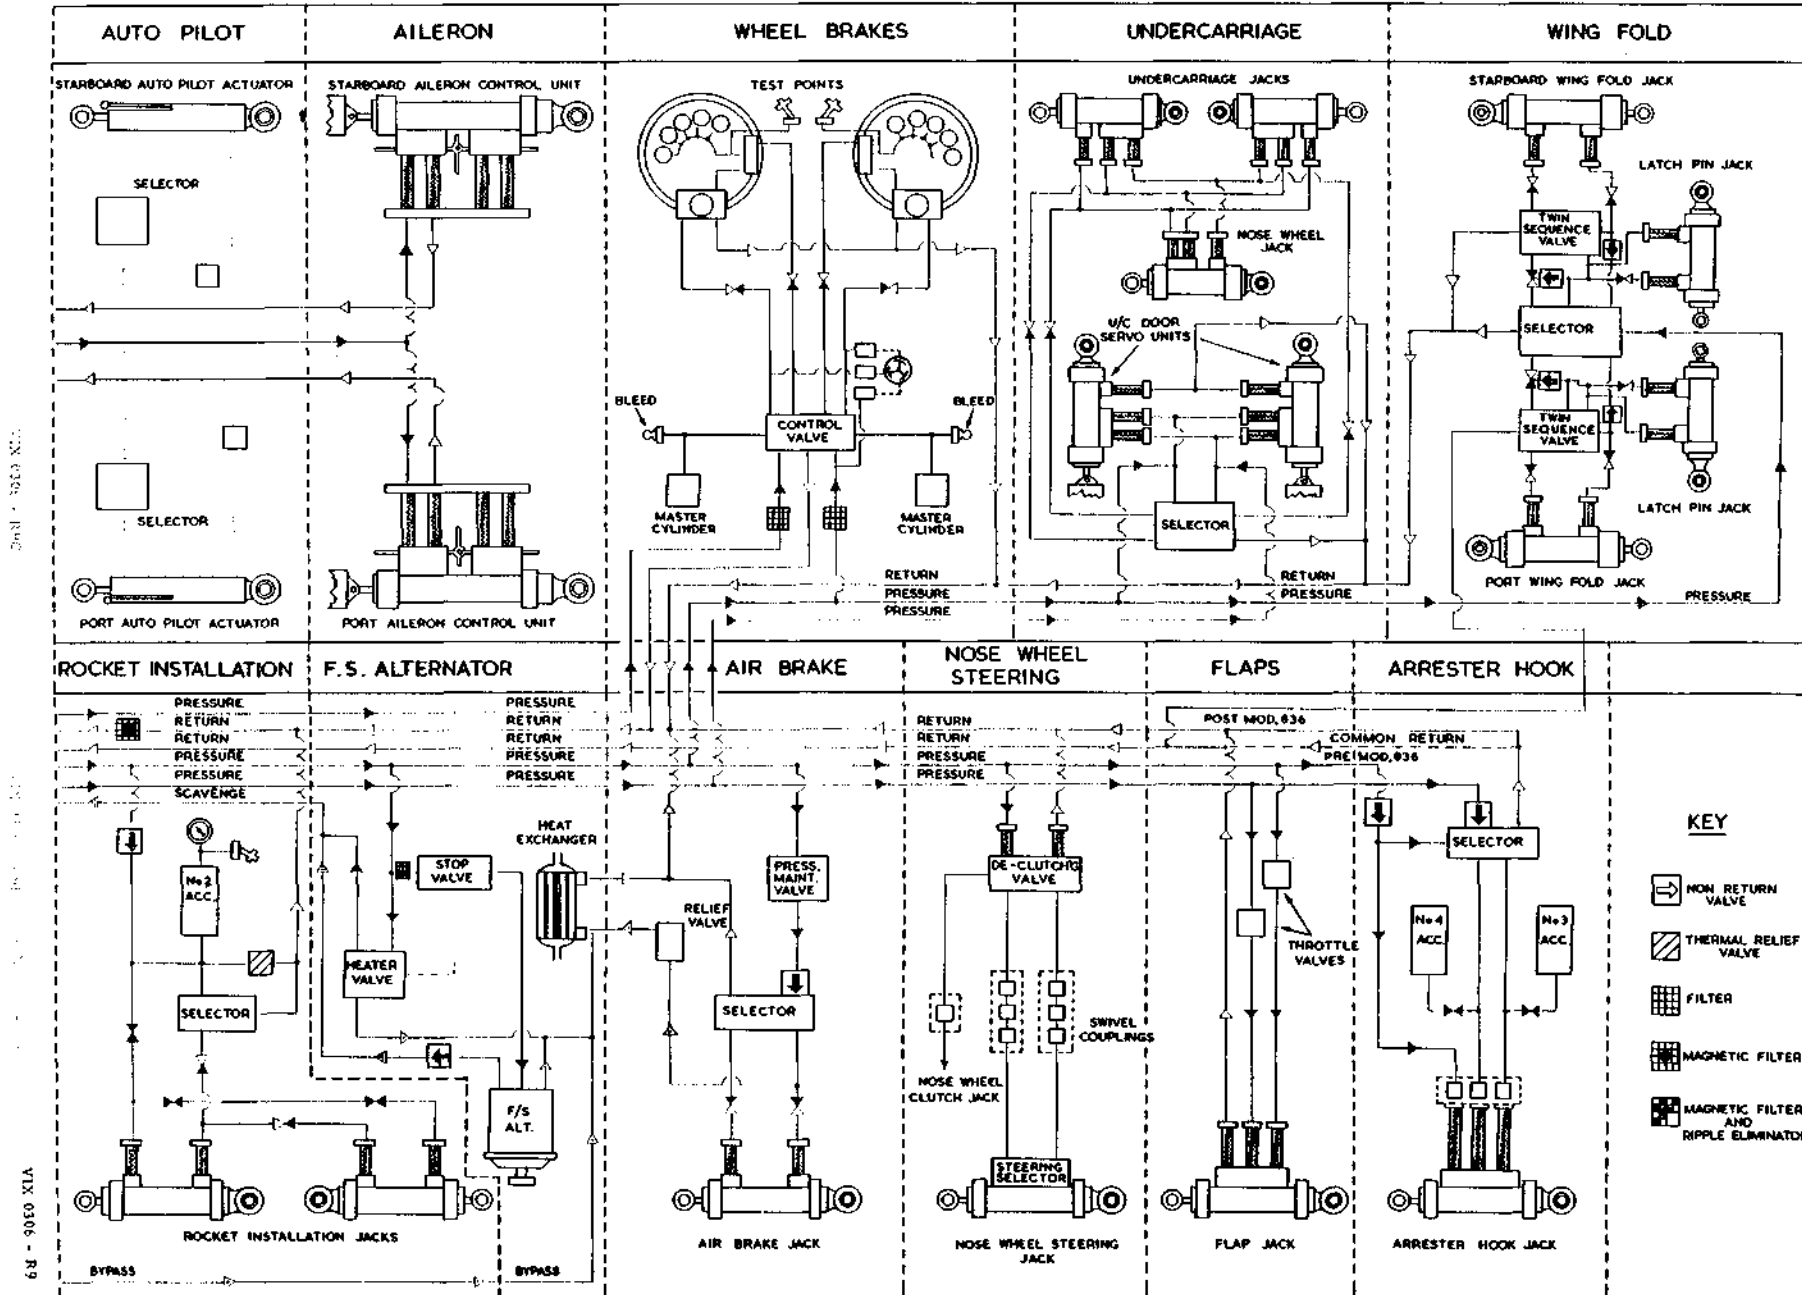 AUTO PILOT
AILERON
WHEEL BRAKES
UNDERCARRIAGE
WING FOLD
STARBOARD AUTO PILOT ACTUATOR
SELECTOR
SELECTOR
PORT AUTO PILOT ACTUATOR
STARBOARD AILERON CONTROL UNIT
PORT AILERON CONTROL UNIT
TEST POINTS
BLEED
BLEED
CONTROL
VALVE
MASTER
CYLINDER
MASTER
CYLINDER
RETURN
PRESSURE
PRESSURE
UNDERCARRIAGE JACKS
NOSE WHEEL
JACK
U/C DOOR
SERVO UNITS
SELECTOR
RETURN
PRESSURE
STARBOARD WING FOLD JACK
LATCH PIN JACK
TWIN
SEQUENCE
VALVE
SELECTOR
TWIN
SEQUENCE
VALVE
LATCH PIN JACK
PORT WING FOLD JACK
PRESSURE
ROCKET INSTALLATION
F.S. ALTERNATOR
AIR BRAKE
NOSE WHEEL
STEERING
FLAPS
ARRESTER HOOK
PRESSURE
RETURN
RETURN
PRESSURE
PRESSURE
SCAVENGE
No2
ACC.
SELECTOR
ROCKET INSTALLATION JACKS
BYPASS
PRESSURE
RETURN
RETURN
PRESSURE
PRESSURE
STOP
VALVE
HEATER
VALVE
HEAT
EXCHANGER
F/S
ALT.
BYPASS
RELIEF
VALVE
PRESS.
MAINT.
VALVE
SELECTOR
AIR BRAKE JACK
RETURN
RETURN
PRESSURE
PRESSURE
DE-CLUTCH'G
VALVE
SWIVEL
COUPLINGS
NOSE WHEEL
CLUTCH JACK
STEERING
SELECTOR
NOSE WHEEL STEERING
JACK
POST MOD, 836
COMMON RETURN
PRE MOD, 836
THROTTLE
VALVES
FLAP JACK
SELECTOR
No4
ACC.
No3
ACC.
ARRESTER HOOK JACK
KEY
NON RETURN
VALVE
THERMAL RELIEF
VALVE
FILTER
MAGNETIC FILTER
MAGNETIC FILTER
AND
RIPPLE ELIMINATOR
VIX 0306 - R9